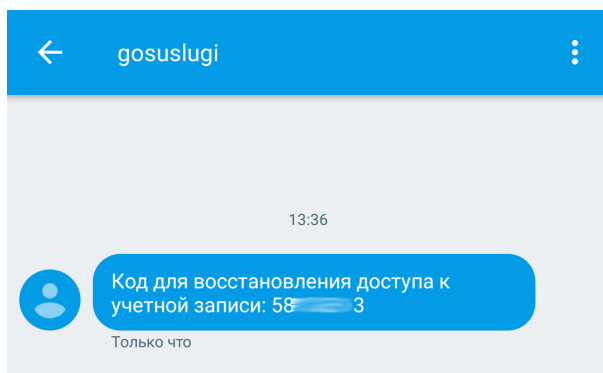 gosuslugi
13:36
Код для восстановления доступа к
учетной записи: 58 3
Только что